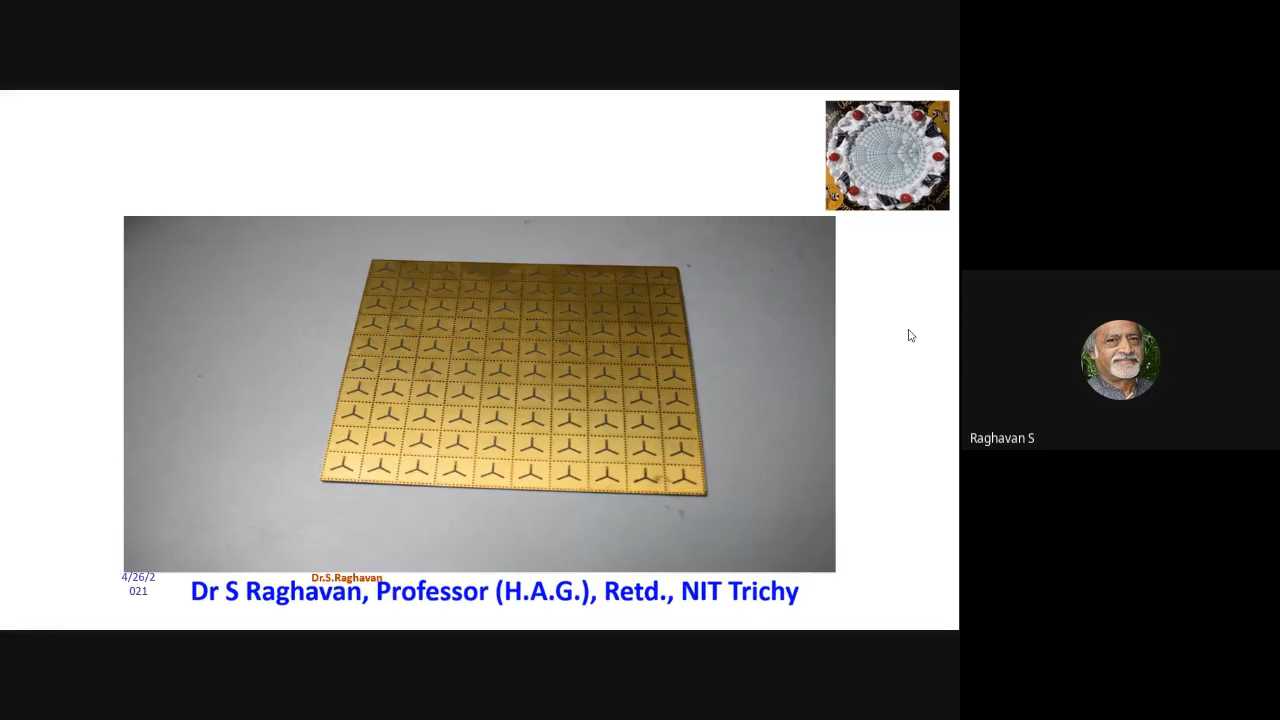 4/26/2
021
Dr.S.Raghavan
Dr S Raghavan, Professor (H.A.G.), Retd., NIT Trichy
Raghavan S